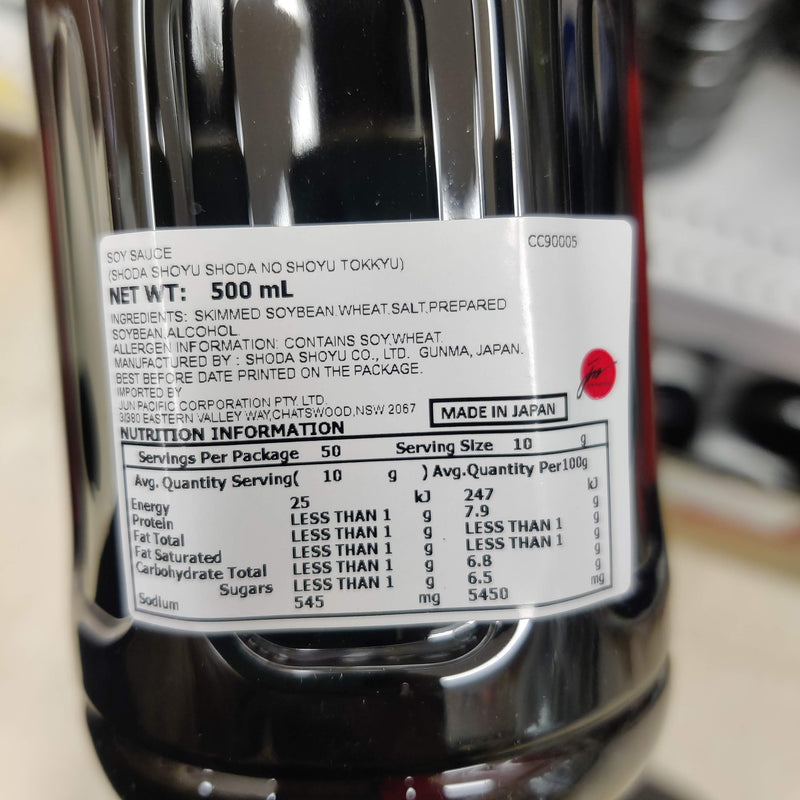 SOY SAUCE
CC90005
(SHODA SHOYU SHODA NO SHOYU TOKKYU)
NET WT: 500 mL
INGREDIENTS: SKIMMED SOYBEAN,WHEAT,SALT,PREPARED
SOYBEAN,ALCOHOL.
ALLERGEN INFORMATION: CONTAINS SOY,WHEAT.
MANUFACTURED BY : SHODA SHOYU CO., LTD. GUNMA, JAPAN.
BEST BEFORE DATE PRINTED ON THE PACKAGE.
IMPORTED BY
JUN PACIFIC CORPORATION PTY. LTD.
EASTERN VALLEY WAY,CHATSWOOD,NSW 2067
MADE IN JAPAN
NUTRITION INFORMATION
Servings Per Package 50 Serving Size 10 g
Avg. Quantity Serving( 10 g ) Avg.Quantity Per100g
Energy 25 kJ 247 kJ
Protein LESS THAN 1 g 7.9 g
Fat Total LESS THAN 1 g LESS THAN 1 g
Fat Saturated LESS THAN 1 g LESS THAN 1 g
Carbohydrate Total LESS THAN 1 g 6.8 g
Sugars LESS THAN 1 g 6.5 g
Sodium 545 mg 5450 mg